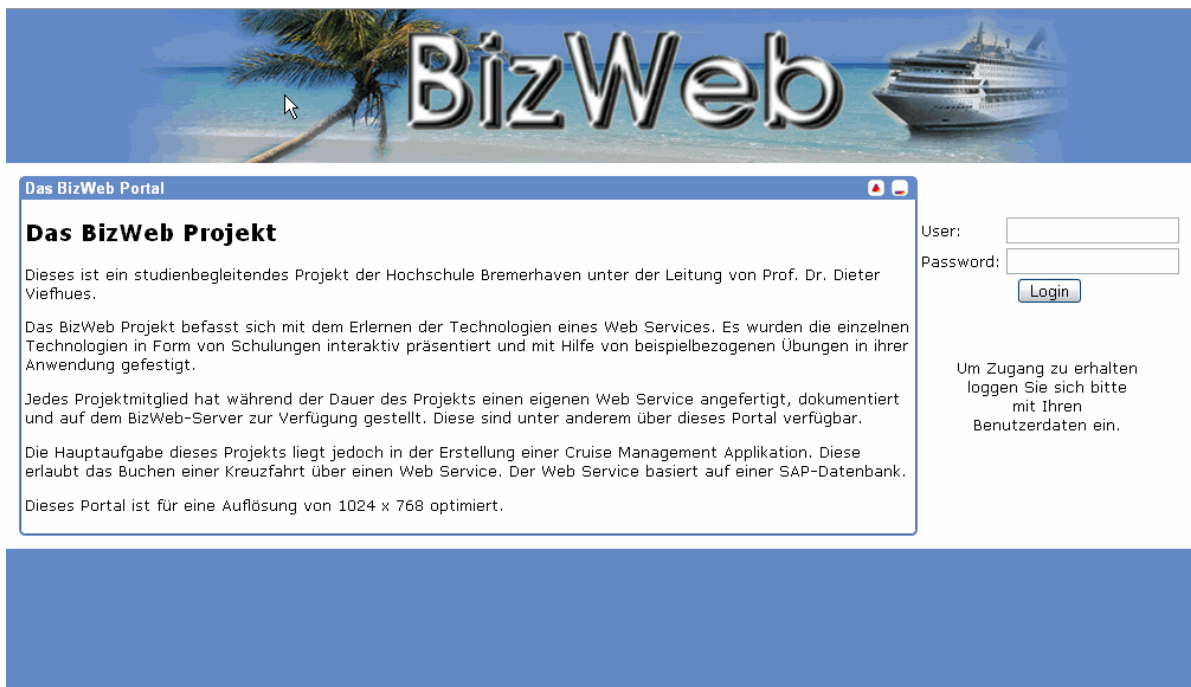 BizWeb
Das BizWeb Portal
Das BizWeb Projekt
Dieses ist ein studienbegleitendes Projekt der Hochschule Bremerhaven unter der Leitung von Prof. Dr. Dieter
Viefhues.
Das BizWeb Projekt befasst sich mit dem Erlernen der Technologien eines Web Services. Es wurden die einzelnen
Technologien in Form von Schulungen interaktiv präsentiert und mit Hilfe von beispielbezogenen Übungen in ihrer
Anwendung gefestigt.
Jedes Projektmitglied hat während der Dauer des Projekts einen eigenen Web Service angefertigt, dokumentiert
und auf dem BizWeb-Server zur Verfügung gestellt. Diese sind unter anderem über dieses Portal verfügbar.
Die Hauptaufgabe dieses Projekts liegt jedoch in der Erstellung einer Cruise Management Applikation. Diese
erlaubt das Buchen einer Kreuzfahrt über einen Web Service. Der Web Service basiert auf einer SAP-Datenbank.
Dieses Portal ist für eine Auflösung von 1024 x 768 optimiert.
User:
Password:
Login
Um Zugang zu erhalten
loggen Sie sich bitte
mit Ihren
Benutzerdaten ein.